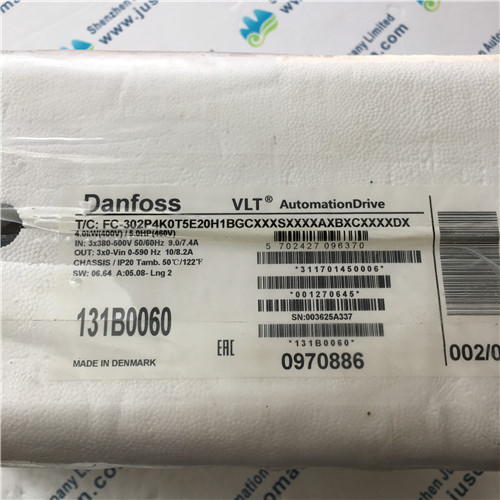 Danfoss VLT® AutomationDrive
T/C: FC-302P4K0T5E20H1BGCXXXSXXXXAXBXCXXXXDX
4.0kW(400V) / 5.0HP(460V)
IN: 3x380-500V 50/60Hz 9.0/7.4A
OUT: 3x0-Vin 0-590 Hz 10/8.2A
CHASSIS / IP20 Tamb. 50℃/122℉
SW: 06.64 A:05.08- Lng 2
5 702427 096370
*311701450006*
*001270645*
SN:003625A337
131B0060
*131B0060*
MADE IN DENMARK
EAC
0970886
002/0